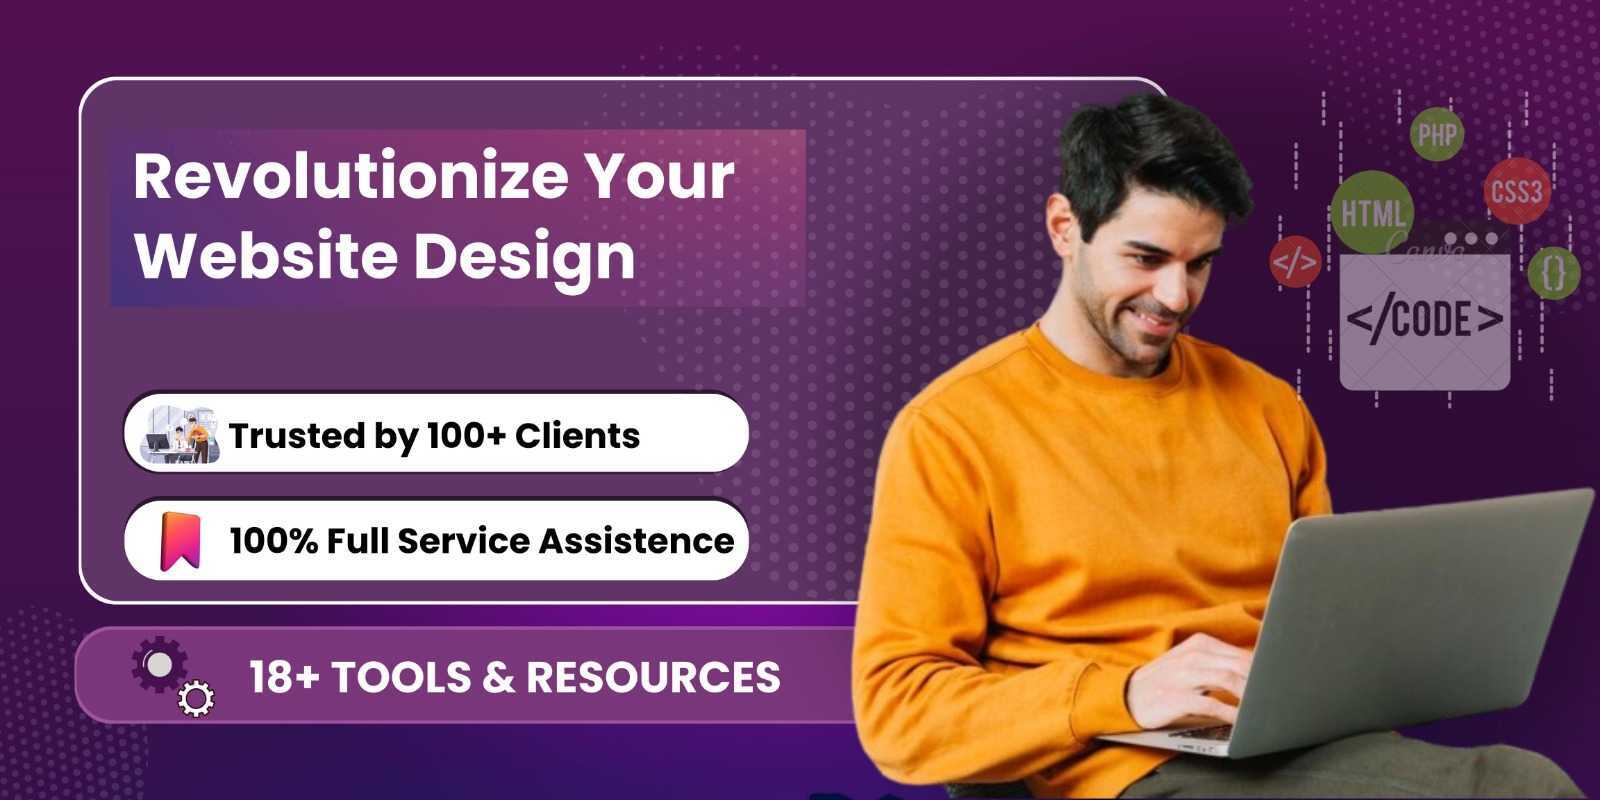 Revolutionize Your
Website Design
Trusted by 100+ Clients
100% Full Service Assistence
18+ TOOLS & RESOURCES
PHP
HTML
CSS3
</>
{}
Canva
</CODE>